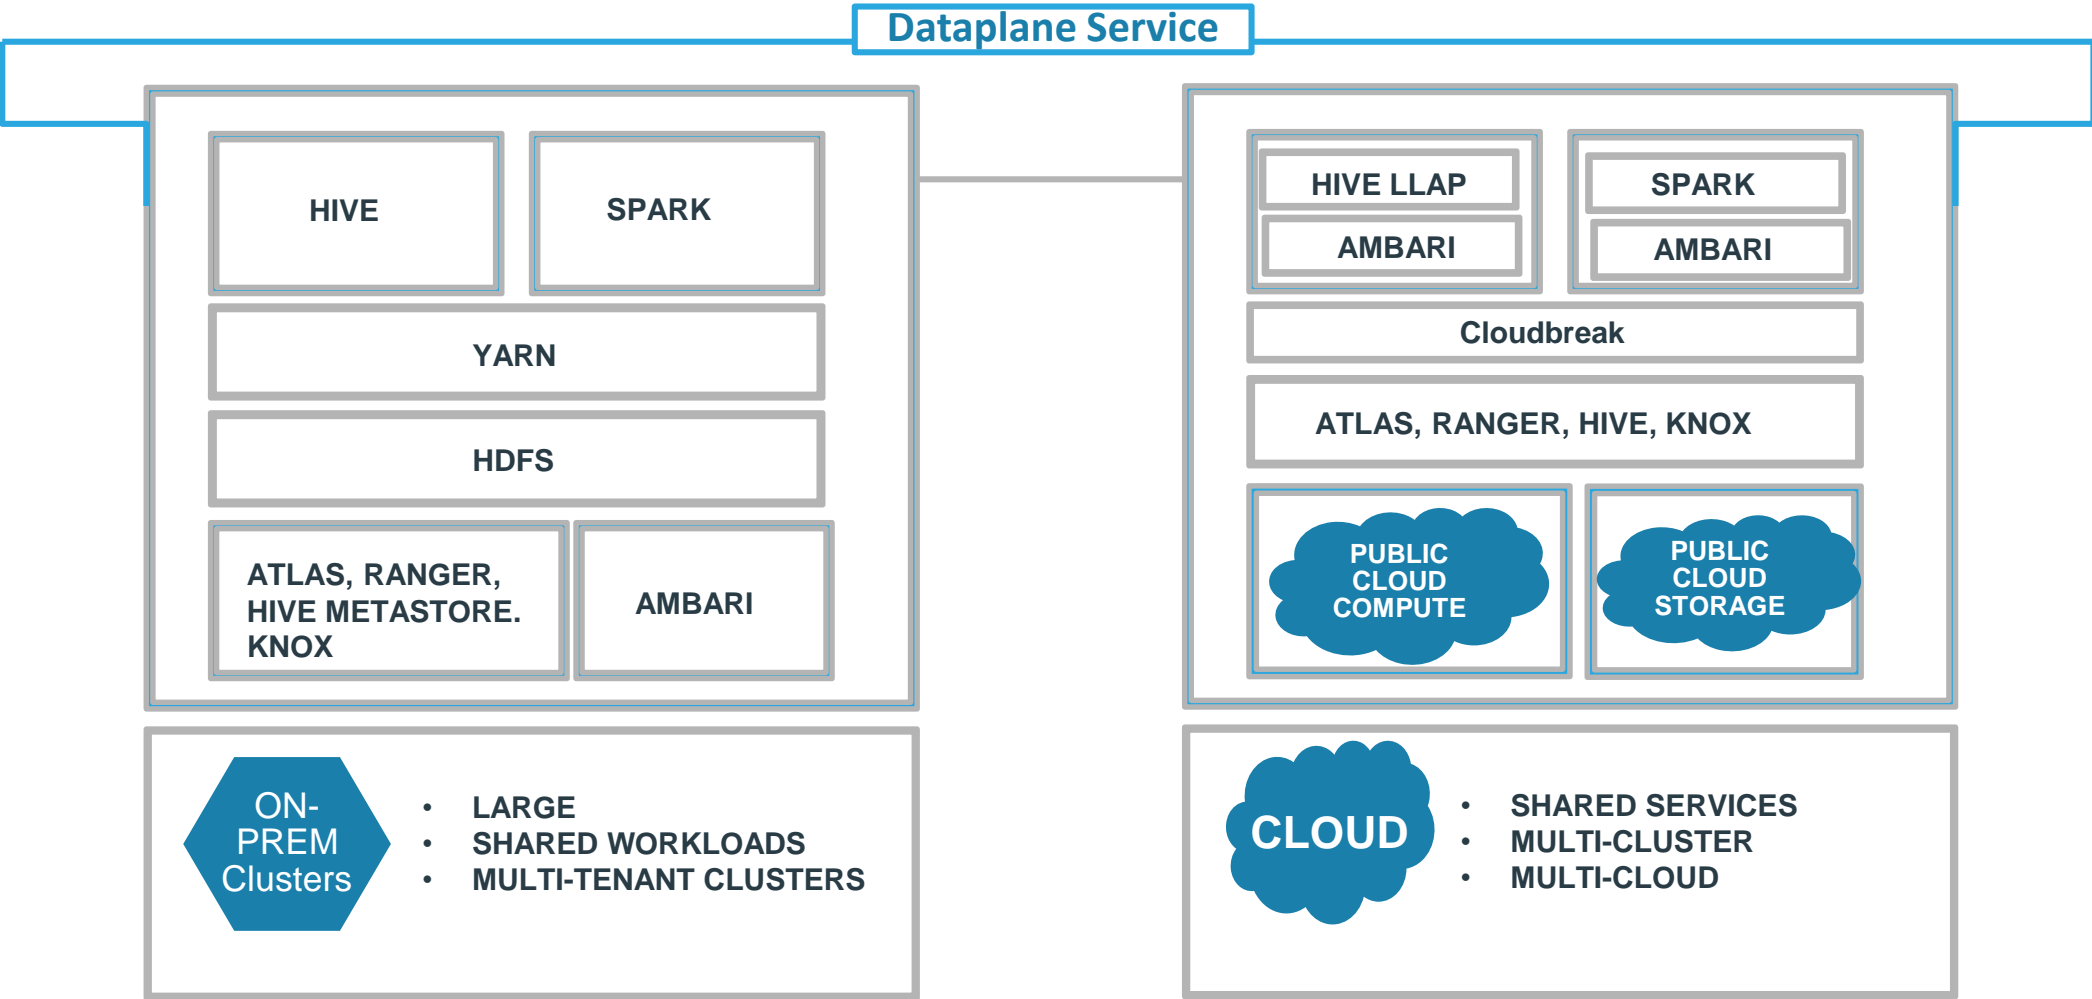 Dataplane Service
HIVE
SPARK
YARN
HDFS
ATLAS, RANGER,
HIVE METASTORE.
KNOX
AMBARI
HIVE LLAP
AMBARI
SPARK
AMBARI
Cloudbreak
ATLAS, RANGER, HIVE, KNOX
PUBLIC
CLOUD
COMPUTE
PUBLIC
CLOUD
STORAGE
ON-
PREM
Clusters
• LARGE
• SHARED WORKLOADS
• MULTI-TENANT CLUSTERS
CLOUD
• SHARED SERVICES
• MULTI-CLUSTER
• MULTI-CLOUD